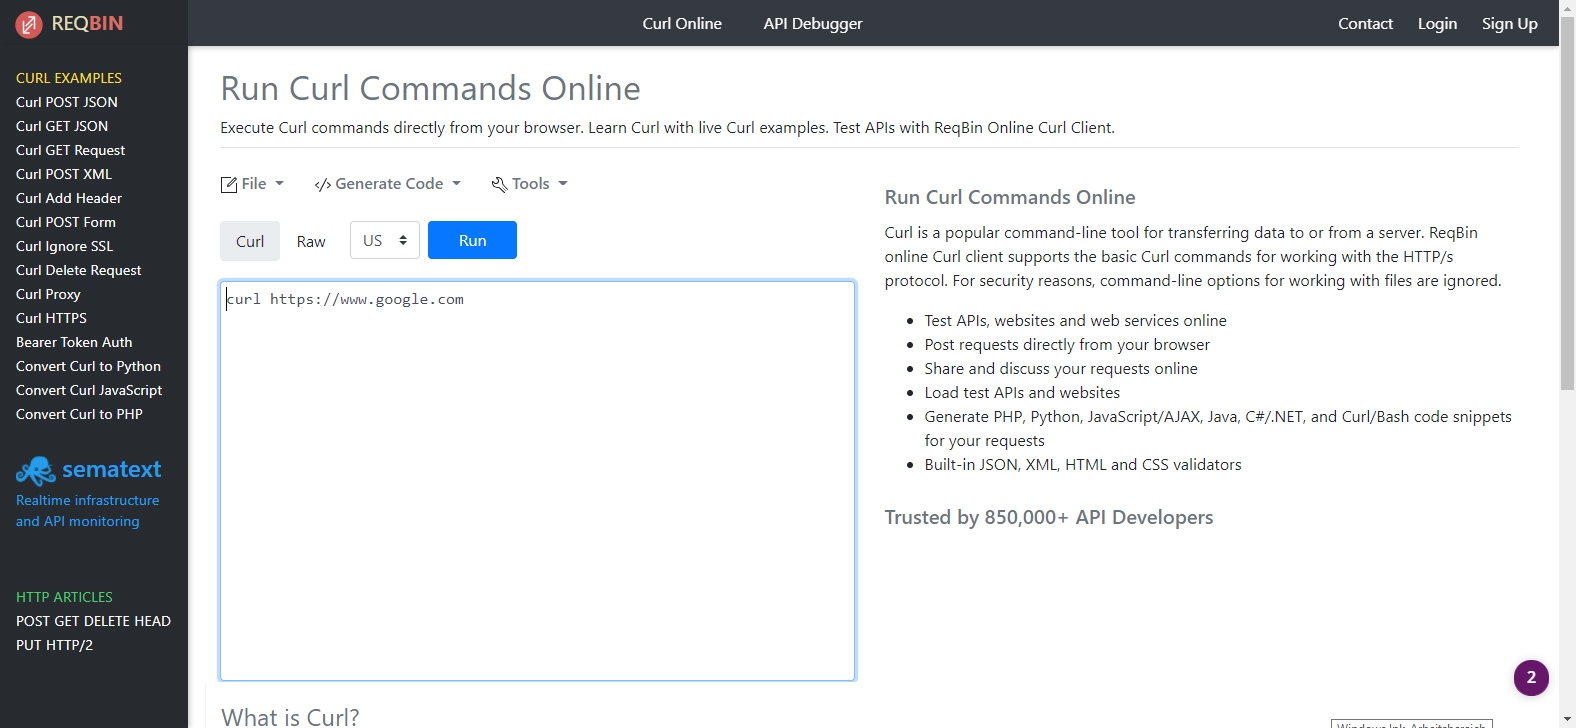 REQBIN
Curl Online
API Debugger
Contact
Login
Sign Up
CURL EXAMPLES
Curl POST JSON
Curl GET JSON
Curl GET Request
Curl POST XML
Curl Add Header
Curl POST Form
Curl Ignore SSL
Curl Delete Request
Curl Proxy
Curl HTTPS
Bearer Token Auth
Convert Curl to Python
Convert Curl JavaScript
Convert Curl to PHP
sematext
Realtime infrastructure
and API monitoring
HTTP ARTICLES
POST GET DELETE HEAD
PUT HTTP/2
Run Curl Commands Online
Execute Curl commands directly from your browser. Learn Curl with live Curl examples. Test APIs with ReqBin Online Curl Client.
File
</> Generate Code
Tools
Curl
Raw
US
Run
curl https://www.google.com
What is Curl?
Run Curl Commands Online
Curl is a popular command-line tool for transferring data to or from a server. ReqBin
online Curl client supports the basic Curl commands for working with the HTTP/s
protocol. For security reasons, command-line options for working with files are ignored.
• Test APIs, websites and web services online
• Post requests directly from your browser
• Share and discuss your requests online
• Load test APIs and websites
• Generate PHP, Python, JavaScript/AJAX, Java, C#/.NET, and Curl/Bash code snippets
for your requests
• Built-in JSON, XML, HTML and CSS validators
Trusted by 850,000+ API Developers
2